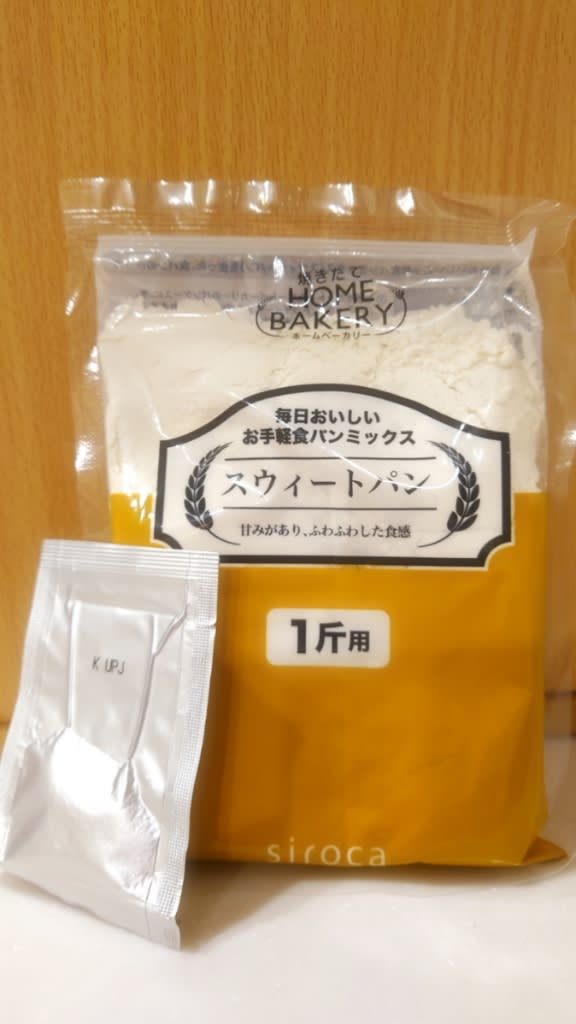 焼きたて
HOME
BAKERY
ホームベーカリー
毎日おいしい
お手軽食パンミックス
スウィートパン
甘みがあり、ふわふわした食感
1斤用
K UPJ
siroca